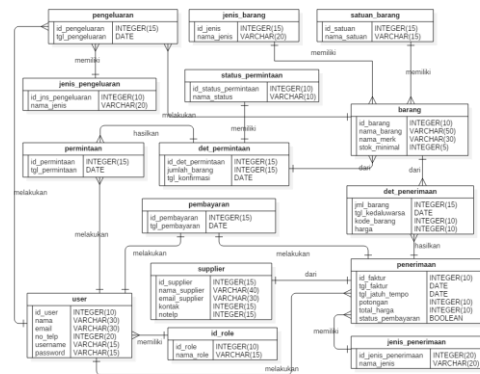 pengeluaran
id_pengeluaran INTEGER(15)
tgl_pengeluaran DATE
jenis_barang
id_jenis INTEGER(15)
nama_jenis VARCHAR(20)
satuan_barang
id_satuan INTEGER(15)
nama_satuan VARCHAR(15)
memiliki
memiliki
memiliki
jenis_pengeluaran
id_jns_pengeluaran INTEGER(10)
nama_jenis VARCHAR(20)
status_permintaan
id_status_permintaan INTEGER(10)
nama_status VARCHAR(10)
melakukan
hasilkan
memiliki
barang
id_barang INTEGER(10)
nama_barang VARCHAR(50)
nama_merk VARCHAR(30)
stok_minimal INTEGER(5)
permintaan
id_permintaan INTEGER(15)
tgl_permintaan DATE
det_permintaan
id_det_permintaan INTEGER(15)
jumlah_barang INTEGER(15)
tgl_konfirmasi DATE
dari
dari
melakukan
det_penerimaan
jml_barang INTEGER(15)
tgl_kedaluwarsa DATE
kode_barang INTEGER(10)
harga INTEGER(10)
pembayaran
id_pembayaran INTEGER(15)
tgl_pembayaran DATE
melakukan
hasilkan
melakukan
melakukan
supplier
id_supplier INTEGER(15)
nama_supplier VARCHAR(40)
email_supplier VARCHAR(30)
kontak INTEGER(15)
notelp INTEGER(15)
dari
penerimaan
id_faktur INTEGER(10)
tgl_faktur DATE
tgl_jatuh_tempo DATE
potongan INTEGER(10)
total_harga INTEGER(10)
status_pembayaran BOOLEAN
user
id_user INTEGER(10)
nama VARCHAR(30)
email VARCHAR(30)
no_telp INTEGER(20)
username VARCHAR(15)
password VARCHAR(15)
memiliki
id_role
id_role INTEGER(10)
nama_role VARCHAR(15)
memiliki
jenis_penerimaan
id_jenis_penerimaan INTEGER(20)
nama_jenis VARCHAR(20)
melakukan